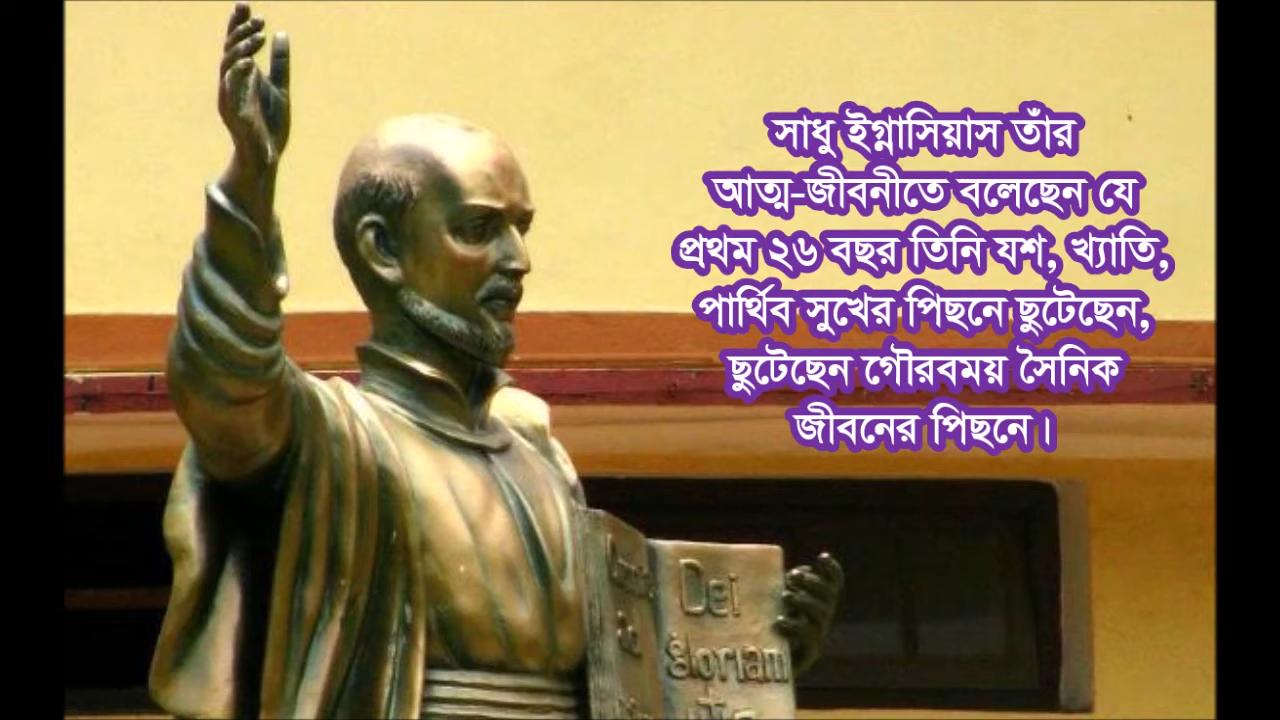 সাধু ইগ্নাসিয়াস তাঁর
আত্ম-জীবনীতে বলেছেন যে
প্রথম ২৬ বছর তিনি যশ, খ্যাতি,
পার্থিব সুখের পিছনে ছুটেছেন,
ছুটেছেন গৌরবময় সৈনিক
জীবনের পিছনে।
Dei
gloriam